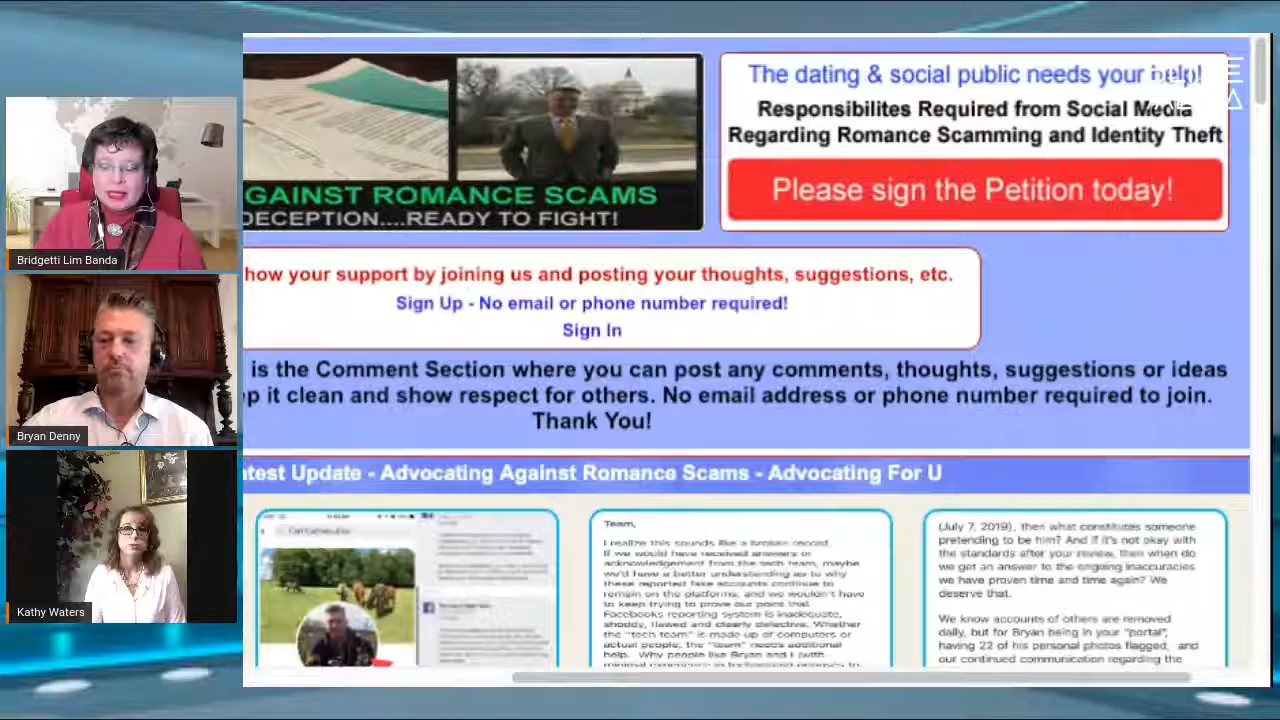 The dating & social public needs your help!
Responsibilites Required from Social Media
Regarding Romance Scamming and Identity Theft
Please sign the Petition today!
GAINST ROMANCE SCAMS
DECEPTION....READY TO FIGHT!
how your support by joining us and posting your thoughts, suggestions, etc.
Sign Up - No email or phone number required!
Sign In
is the Comment Section where you can post any comments, thoughts, suggestions or ideas
p it clean and show respect for others. No email address or phone number required to join.
Thank You!
test Update - Advocating Against Romance Scams - Advocating For U
Team,
I realize this sounds like a broken record.
If we would have received answers or
acknowledgement from the tech team, maybe
we'd have a better understanding as to why
these reported fake accounts continue to
remain on the platforms, and we wouldn't have
to keep trying to prove our point that
Facebooks reporting system is inadequate,
shoddy, flawed and clearly defective. Whether
the "tech team" is made up of computers or
actual people, the "team" needs additional
help. Why people like Bryan and I (with
(July 7, 2019), then what constitutes someone
pretending to be him? And if it's not okay with
the standards after your review, then when do
we get an answer to the ongoing inaccuracies
we have proven time and time again? We
deserve that.
We know accounts of others are removed
daily, but for Bryan being in your "portal",
having 22 of his personal photos flagged, and
our continued communication regarding the
Bridgetti Lim Banda
Bryan Denny
Kathy Waters